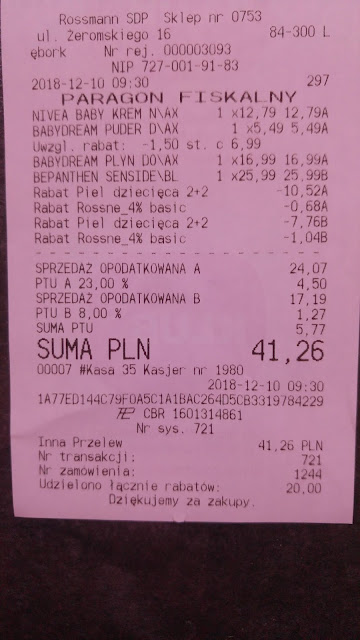 Rossmann SDP Sklep nr 0753
ul. Żeromskiego 16 84-300 L
ębork Nr rej. 000003093
NIP 727-001-91-83
2018-12-10 09:30 297
PARAGON FISKALNY
NIVEA BABY KREM N\AX 1 x12,79 12,79A
BABYDREAM PUDER D\AX 1 x5,49 5,49A
Uwzgl. rabat: -1,50 st. c 6,99
BABYDREAM PLYN DO\AX 1 x16,99 16,99A
BEPANTHEN SENSIDE\BL 1 x25,99 25,99B
Rabat Piel dziecięca 2+2 -10,52A
Rabat Rossne_4% basic -0,68A
Rabat Piel dziecięca 2+2 -7,76B
Rabat Rossne_4% basic -1,04B
SPRZEDAŻ OPODATKOWANA A 24,07
PTU A 23,00 % 4,50
SPRZEDAŻ OPODATKOWANA B 17,19
PTU B 8,00 % 1,27
SUMA PTU 5,77
SUMA PLN 41,26
00007 #Kasa 35 Kasjer nr 1980
2018-12-10 09:30
1A77ED144C79F0A5C1A1BAC264D5CB3319784229
CBR 1601314861
Nr sys. 721
Inna Przelew 41,26 PLN
Nr transakcji: 721
Nr zamówienia: 1244
Udzielono łącznie rabatów: 20,00
Dziękujemy za zakupy.